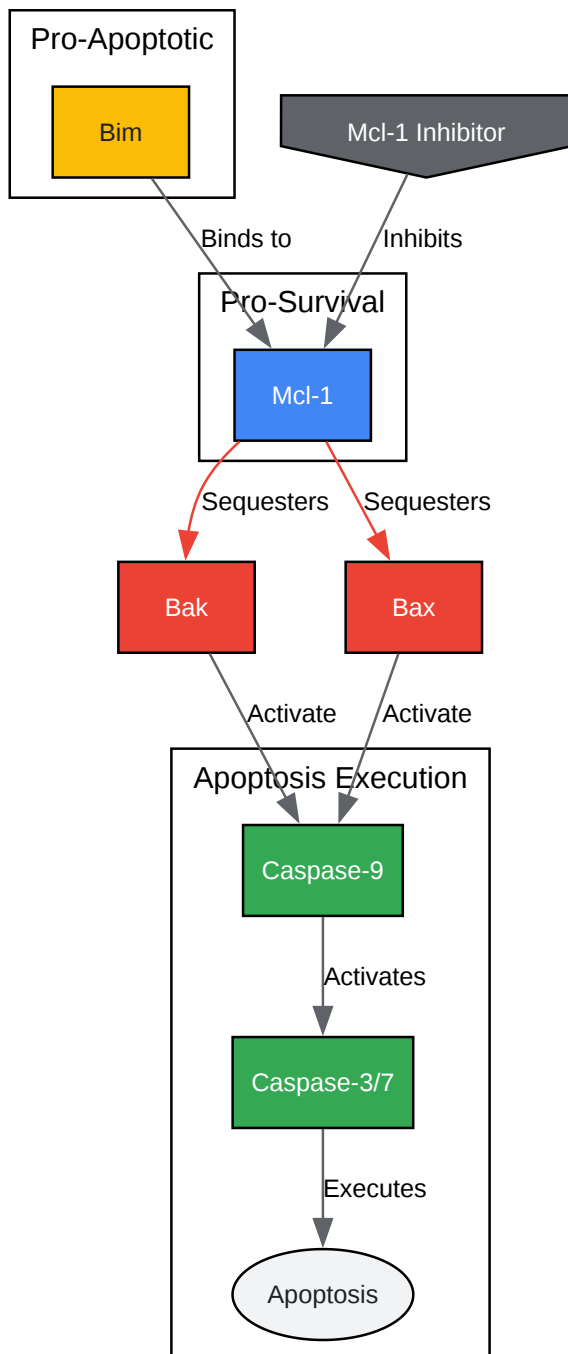 Pro-Apoptotic
Bim
Mcl-1 Inhibitor
Binds to
Inhibits
Pro-Survival
Mcl-1
Sequesters
Sequesters
Bak
Bax
Activate
Activate
Apoptosis Execution
Caspase-9
Activates
Caspase-3/7
Executes
Apoptosis